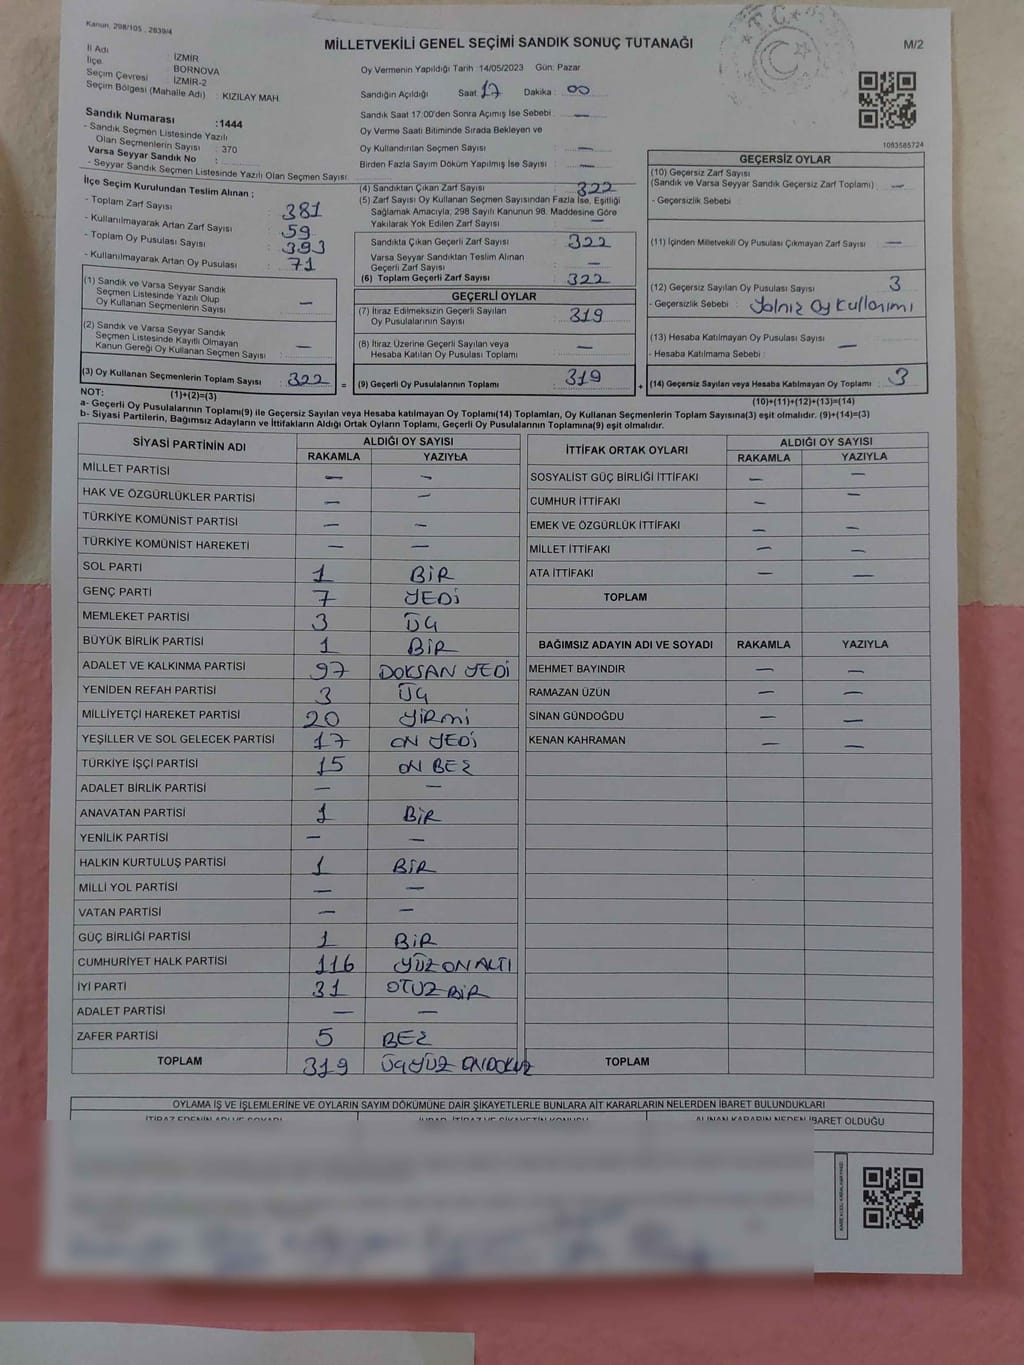 Kanun, 298/105 , 2839/4
MİLLETVEKİLİ GENEL SEÇİMİ SANDIK SONUÇ TUTANAĞI
T.C.
M/2
İl Adı : İZMİR
İlçe : BORNOVA
Seçim Çevresi : İZMİR-2
Seçim Bölgesi (Mahalle Adı) : KIZILAY MAH.
Sandık Numarası :1444
- Sandık Seçmen Listesinde Yazılı
Olan Seçmenlerin Sayısı : 370
Varsa Seyyar Sandık No :
- Seyyar Sandık Seçmen Listesinde Yazılı Olan Seçmen Sayısı:
Oy Vermenin Yapıldığı Tarih :14/05/2023 Gün: Pazar
Sandığın Açıldığı Saat 17 Dakika : 00
Sandık Saat 17:00'den Sonra Açımış İse Sebebi : —
Oy Verme Saati Bitiminde Sırada Bekleyen ve
Oy Kullandırılan Seçmen Sayısı : —
Birden Fazla Sayım Döküm Yapılmış İse Sayısı : —
1093585724
İlçe Seçim Kurulundan Teslim Alınan ;
- Toplam Zarf Sayısı : 381
- Kullanılmayarak Artan Zarf Sayısı : 59
- Toplam Oy Pusulası Sayısı : 393
- Kullanılmayarak Artan Oy Pusulası : 71
(1) Sandık ve Varsa Seyyar Sandık
Seçmen Listesinde Yazılı Olup
Oy Kullanan Seçmenlerin Sayısı : —
(2) Sandık ve Varsa Seyyar Sandık
Seçmen Listesinde Kayıtlı Olmayan
Kanun Gereği Oy Kullanan Seçmen Sayısı : —
(3) Oy Kullanan Seçmenlerin Toplam Sayısı : 322 =
(1)+(2)=(3)
(4) Sandıktan Çıkan Zarf Sayısı : 322
(5) Zarf Sayısı Oy Kullanan Seçmen Sayısından Fazla İse, Eşitliği
Sağlamak Amacıyla, 298 Sayılı Kanunun 98. Maddesine Göre
Yakılarak Yok Edilen Zarf Sayısı : —
Sandıkta Çıkan Geçerli Zarf Sayısı : 322
Varsa Seyyar Sandıktan Teslim Alınan
Geçerli Zarf Sayısı : —
(6) Toplam Geçerli Zarf Sayısı : 322
GEÇERLİ OYLAR
(7) İtiraz Edilmeksizin Geçerli Sayılan
Oy Pusulalarının Sayısı : 319
(8) İtiraz Üzerine Geçerli Sayılan veya
Hesaba Katılan Oy Pusulası Toplamı : —
(9) Geçerli Oy Pusulalarının Toplamı : 319 +
GEÇERSİZ OYLAR
(10) Geçersiz Zarf Sayısı
(Sandık ve Varsa Seyyar Sandık Geçersiz Zarf Toplamı) : —
- Geçersizlik Sebebi :
(11) İçinden Milletvekili Oy Pusulası Çıkmayan Zarf Sayısı : —
(12) Geçersiz Sayılan Oy Pusulası Sayısı : 3
- Geçersizlik Sebebi : Yalnız oy kullanımı
(13) Hesaba Katılmayan Oy Pusulası Sayısı : —
- Hesaba Katılmama Sebebi :
(14) Geçersiz Sayılan veya Hesaba Katılmayan Oy Toplamı : 3
(10)+(11)+(12)+(13)=(14)
NOT:
a- Geçerli Oy Pusulalarının Toplamı(9) ile Geçersiz Sayılan veya Hesaba katılmayan Oy Toplamı(14) Toplamları, Oy Kullanan Seçmenlerin Toplam Sayısına(3) eşit olmalıdır. (9)+(14)=(3)
b- Siyasi Partilerin, Bağımsız Adayların ve İttifakların Aldığı Ortak Oyların Toplamı, Geçerli Oy Pusulalarının Toplamına(9) eşit olmalıdır.
SİYASİ PARTİNİN ADI ALDIĞI OY SAYISI
RAKAMLA YAZIYLA
MİLLET PARTİSİ — —
HAK VE ÖZGÜRLÜKLER PARTİSİ — —
TÜRKİYE KOMÜNİST PARTİSİ — —
TÜRKİYE KOMÜNİST HAREKETİ — —
SOL PARTİ 1 BİR
GENÇ PARTİ 7 YEDİ
MEMLEKET PARTİSİ 3 ÜÇ
BÜYÜK BİRLİK PARTİSİ 1 BİR
ADALET VE KALKINMA PARTİSİ 97 DOKSAN YEDİ
YENİDEN REFAH PARTİSİ 3 ÜÇ
MİLLİYETÇİ HAREKET PARTİSİ 20 YİRMİ
YEŞİLLER VE SOL GELECEK PARTİSİ 17 ON YEDİ
TÜRKİYE İŞÇİ PARTİSİ 15 ON BEŞ
ADALET BİRLİK PARTİSİ — —
ANAVATAN PARTİSİ 1 BİR
YENİLİK PARTİSİ — —
HALKIN KURTULUŞ PARTİSİ 1 BİR
MİLLİ YOL PARTİSİ — —
VATAN PARTİSİ — —
GÜÇ BİRLİĞİ PARTİSİ 1 BİR
CUMHURİYET HALK PARTİSİ 116 YÜZ ON ALTI
İYİ PARTİ 31 OTUZ BİR
ADALET PARTİSİ — —
ZAFER PARTİSİ 5 BEŞ
TOPLAM 319 ÜÇYÜZ ONDOKUZ
İTTİFAK ORTAK OYLARI ALDIĞI OY SAYISI
RAKAMLA YAZIYLA
SOSYALİST GÜÇ BİRLİĞİ İTTİFAKI — —
CUMHUR İTTİFAKI — —
EMEK VE ÖZGÜRLÜK İTTİFAKI — —
MİLLET İTTİFAKI — —
ATA İTTİFAKI — —
TOPLAM
BAĞIMSIZ ADAYIN ADI VE SOYADI RAKAMLA YAZIYLA
MEHMET BAYINDIR — —
RAMAZAN ÜZÜN — —
SİNAN GÜNDOĞDU — —
KENAN KAHRAMAN — —
TOPLAM
OYLAMA İŞ VE İŞLEMLERİNE VE OYLARIN SAYIM DÖKÜMÜNE DAİR ŞİKAYETLERLE BUNLARA AİT KARARLARIN NELERDEN İBARET BULUNDUKLARI
İTİRAZ EDENİN ADI VE SOYADI ALINAN KARARIN NEDEN İBARET OLDUĞU